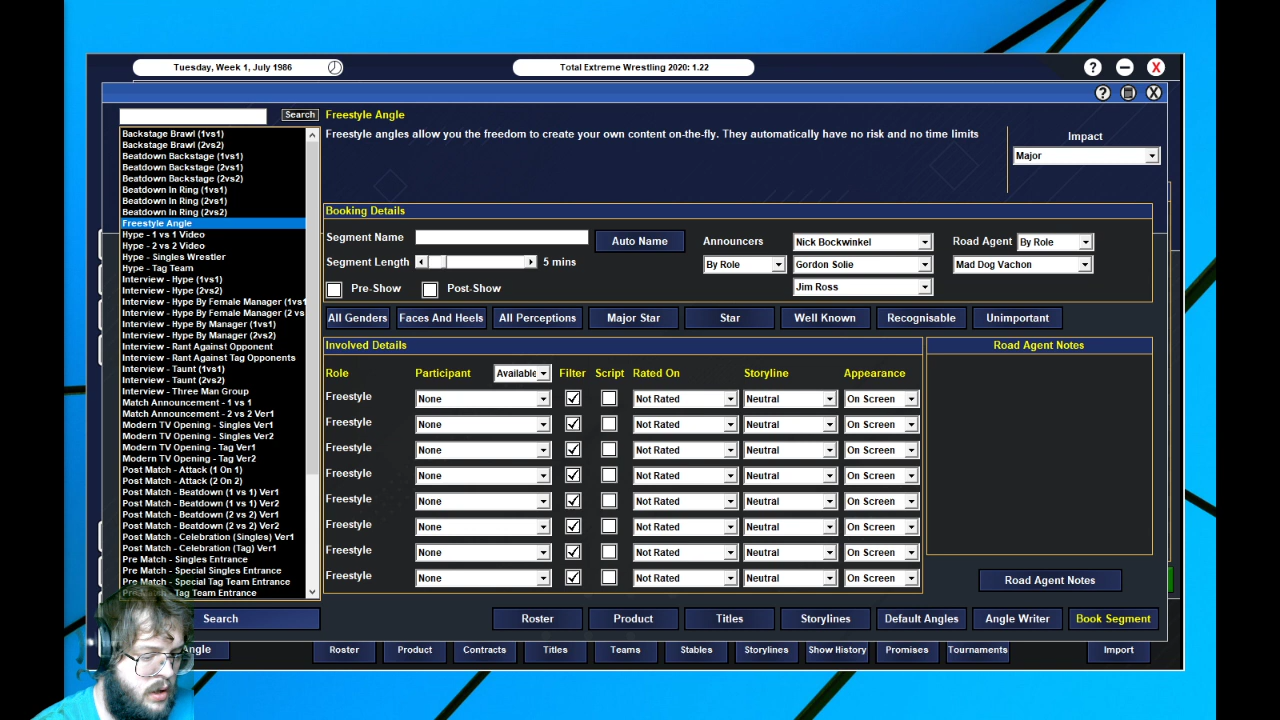 Tuesday, Week 1, July 1986
Total Extreme Wrestling 2020: 1.22
?
X
?
X
Search
Freestyle Angle
Freestyle angles allow you the freedom to create your own content on-the-fly. They automatically have no risk and no time limits
Impact
Major
Backstage Brawl (1vs1)
Backstage Brawl (2vs2)
Beatdown Backstage (1vs1)
Beatdown Backstage (2vs1)
Beatdown Backstage (2vs2)
Beatdown In Ring (1vs1)
Beatdown In Ring (2vs1)
Beatdown In Ring (2vs2)
Freestyle Angle
Hype - 1 vs 1 Video
Hype - 2 vs 2 Video
Hype - Singles Wrestler
Hype - Tag Team
Interview - Hype (1vs1)
Interview - Hype (2vs2)
Interview - Hype By Female Manager (1vs1
Interview - Hype By Female Manager (2 vs
Interview - Hype By Manager (1vs1)
Interview - Hype By Manager (2vs2)
Interview - Rant Against Opponent
Interview - Rant Against Tag Opponents
Interview - Taunt (1vs1)
Interview - Taunt (2vs2)
Interview - Three Man Group
Match Announcement - 1 vs 1
Match Announcement - 2 vs 2 Ver1
Modern TV Opening - Singles Ver1
Modern TV Opening - Singles Ver2
Modern TV Opening - Tag Ver1
Modern TV Opening - Tag Ver2
Post Match - Attack (1 On 1)
Post Match - Attack (2 On 2)
Post Match - Beatdown (1 vs 1) Ver1
Post Match - Beatdown (1 vs 1) Ver2
Post Match - Beatdown (2 vs 2) Ver1
Post Match - Beatdown (2 vs 2) Ver2
Post Match - Celebration (Singles) Ver1
Post Match - Celebration (Tag) Ver1
Pre Match - Singles Entrance
Pre Match - Special Singles Entrance
Pre Match - Special Tag Team Entrance
Pre Match - Tag Team Entrance
Booking Details
Segment Name
Auto Name
Announcers
Nick Bockwinkel
Road Agent
By Role
Segment Length
5 mins
By Role
Gordon Solie
Mad Dog Vachon
Pre-Show
Post-Show
Jim Ross
All Genders
Faces And Heels
All Perceptions
Major Star
Star
Well Known
Recognisable
Unimportant
Involved Details
Road Agent Notes
Role
Participant
Available
Filter
Script
Rated On
Storyline
Appearance
Freestyle
None
Not Rated
Neutral
On Screen
Freestyle
None
Not Rated
Neutral
On Screen
Freestyle
None
Not Rated
Neutral
On Screen
Freestyle
None
Not Rated
Neutral
On Screen
Freestyle
None
Not Rated
Neutral
On Screen
Freestyle
None
Not Rated
Neutral
On Screen
Freestyle
None
Not Rated
Neutral
On Screen
Freestyle
None
Not Rated
Neutral
On Screen
Road Agent Notes
Search
Roster
Product
Titles
Storylines
Default Angles
Angle Writer
Book Segment
Angle
Roster
Product
Contracts
Titles
Teams
Stables
Storylines
Show History
Promises
Tournaments
Import